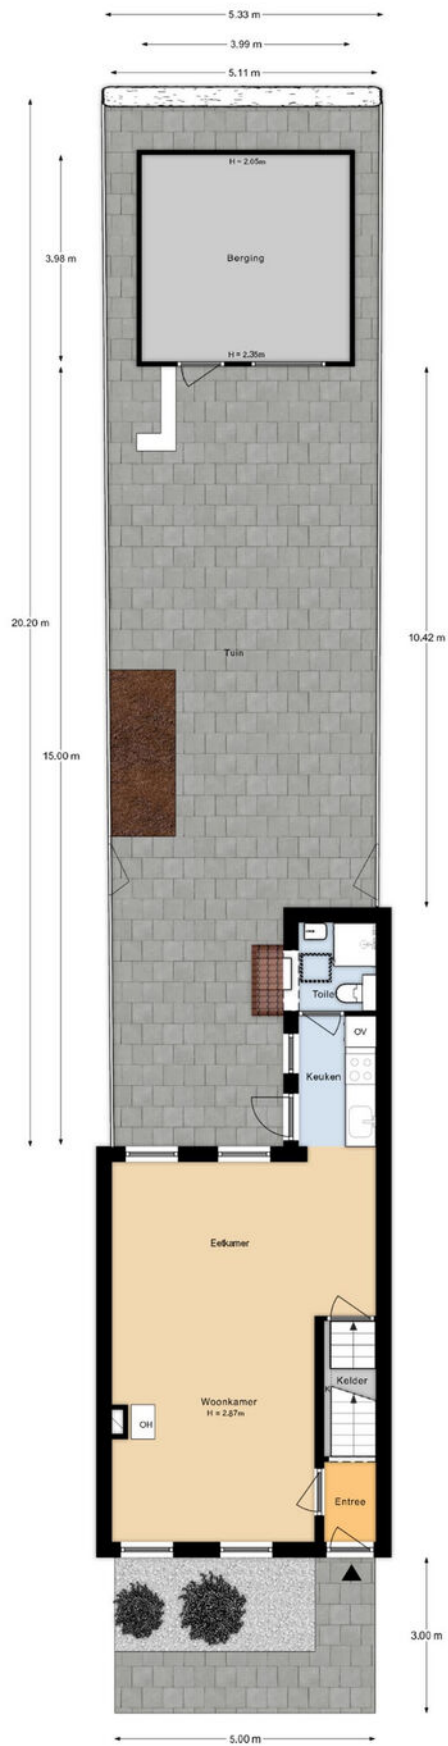 5.33 m
3.99 m
5.11 m
H = 2.65m
3.98 m
Berging
H = 2.35m
20.20 m
10.42 m
Tuin
15.00 m
Toilet
OV
Keuken
Eetkamer
Kelder
K
Woonkamer
H = 2.87m
OH
Entree
3.00 m
5.00 m